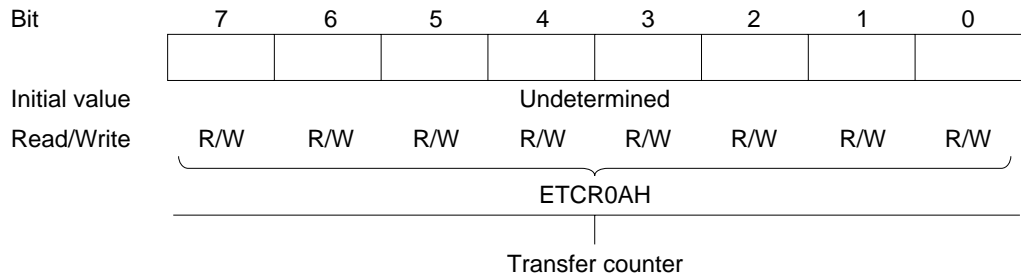 Bit 7 6 5 4 3 2 1 0
Initial value Undetermined
Read/Write R/W R/W R/W R/W R/W R/W R/W R/W
ETCR0AH
Transfer counter